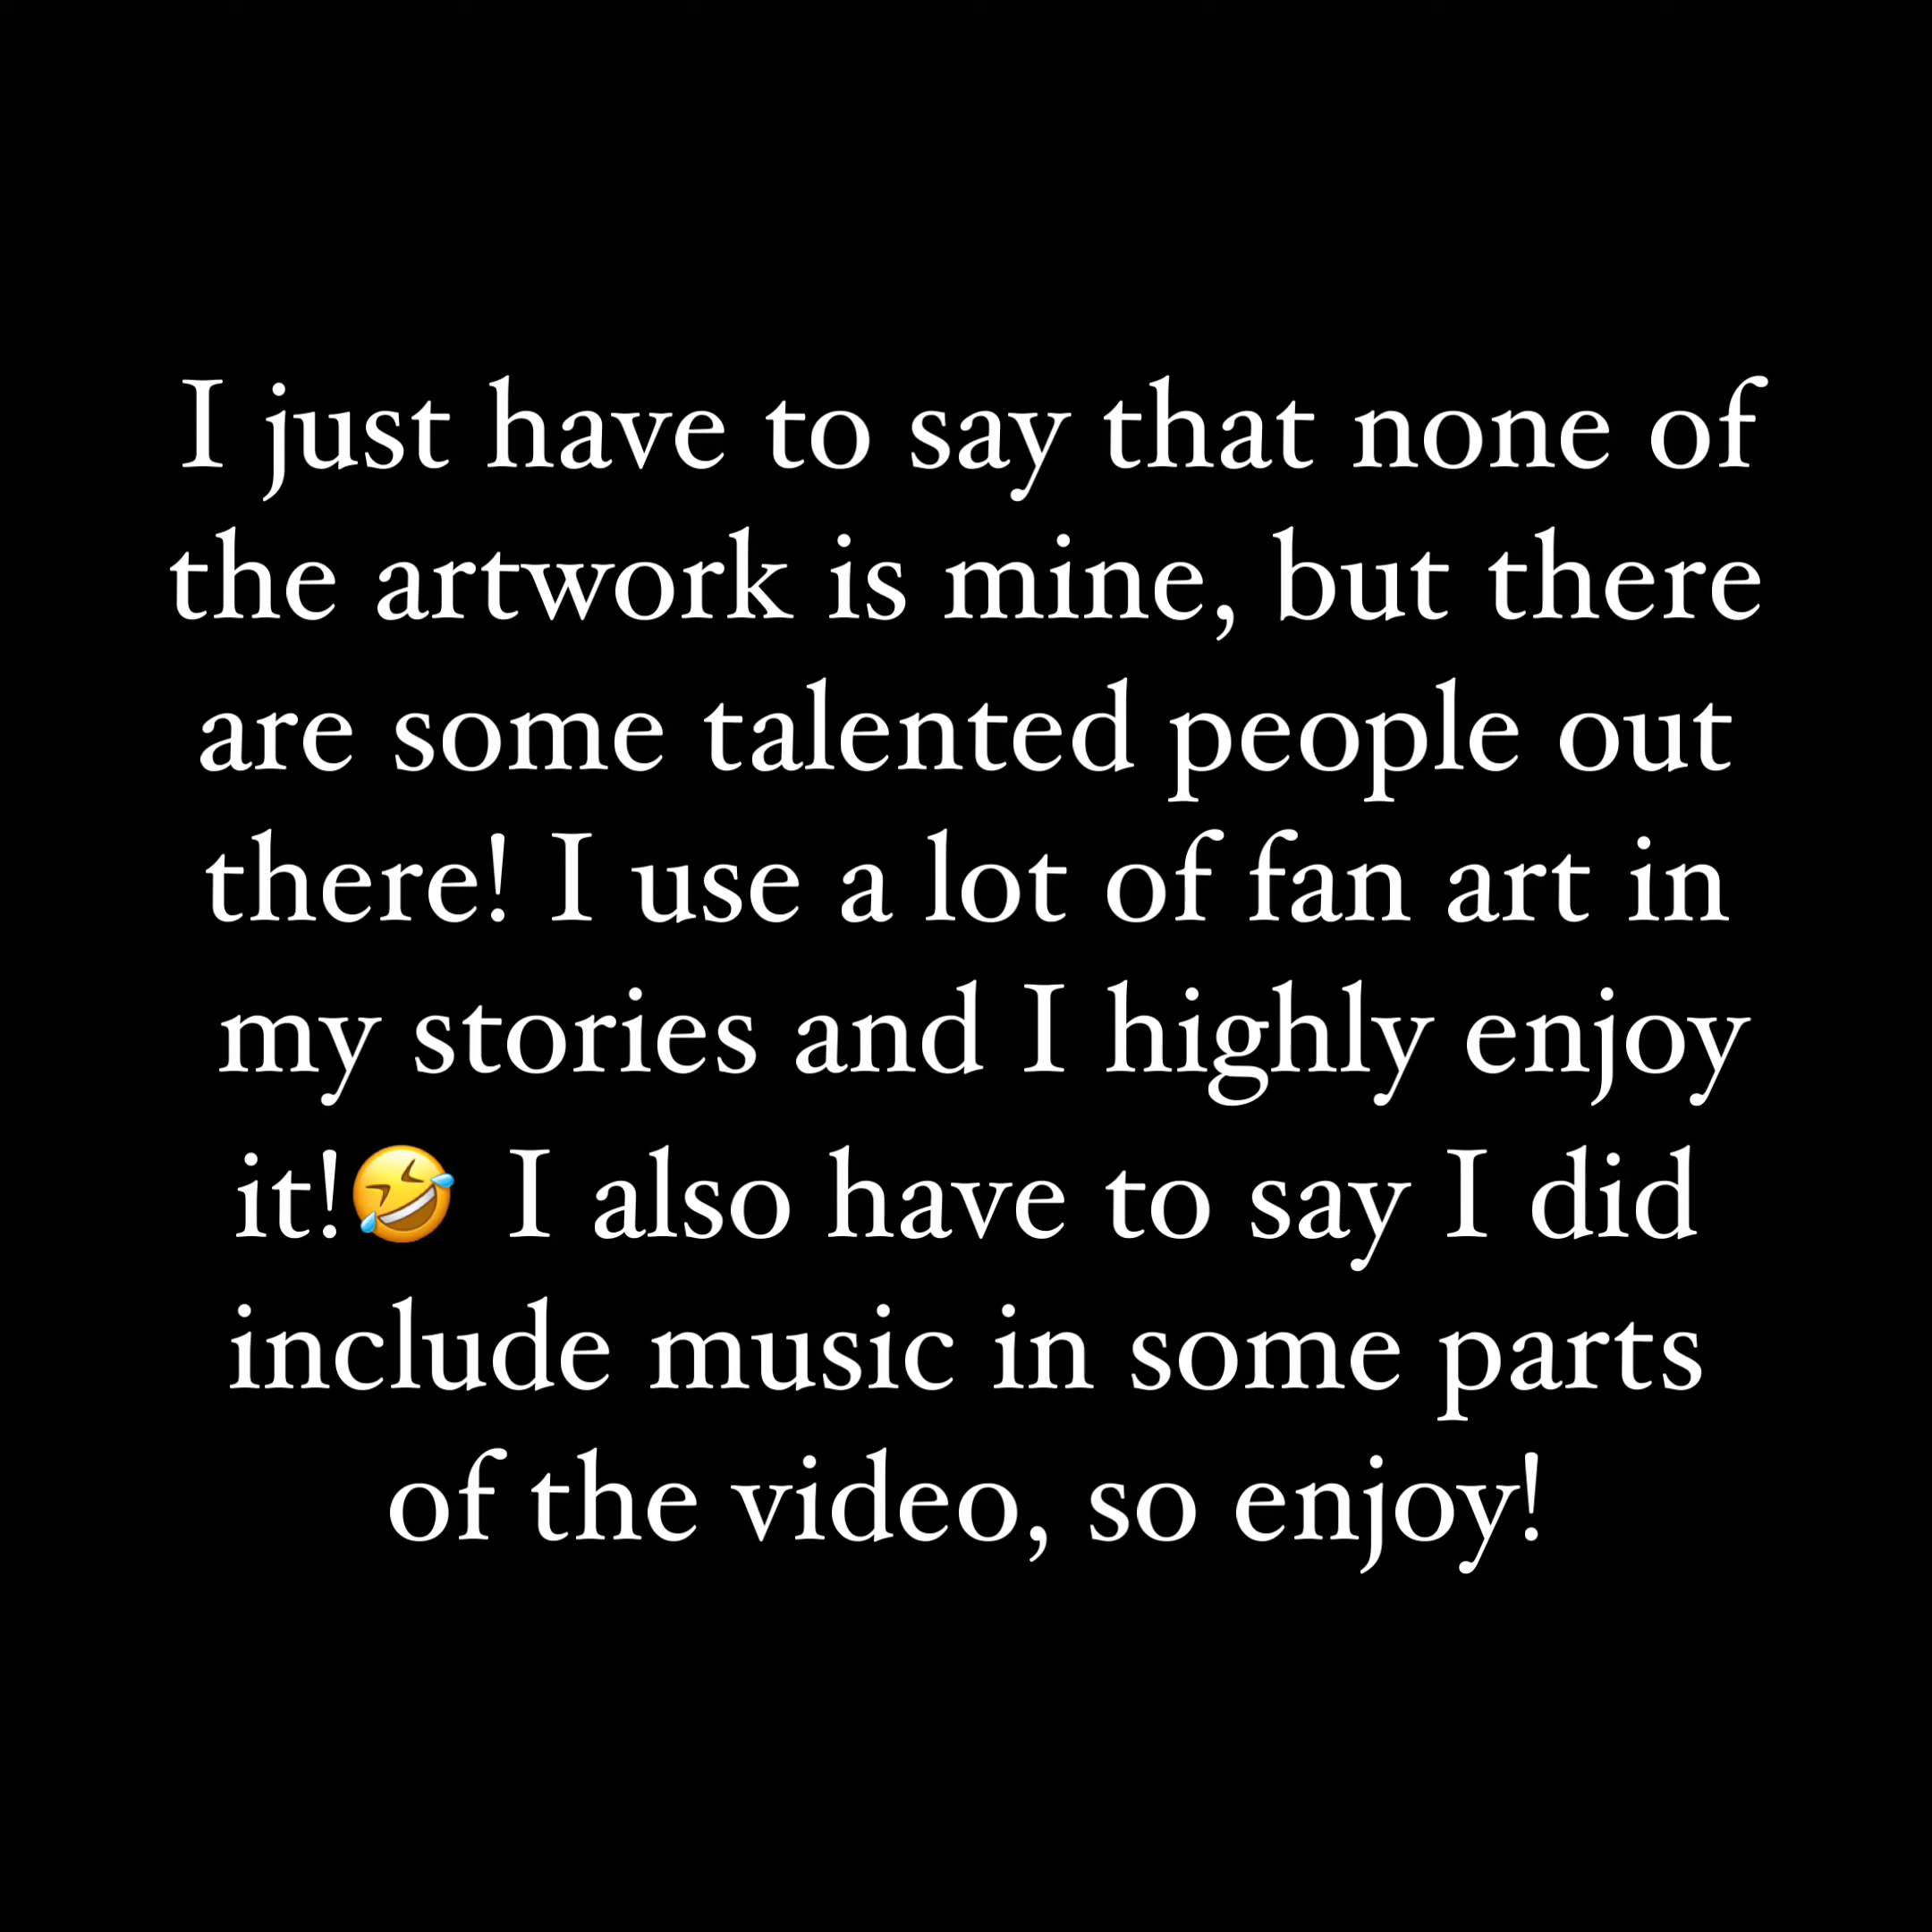 I just have to say that none of
the artwork is mine, but there
are some talented people out
there! I use a lot of fan art in
my stories and I highly enjoy
it!🤣 I also have to say I did
include music in some parts
of the video, so enjoy!